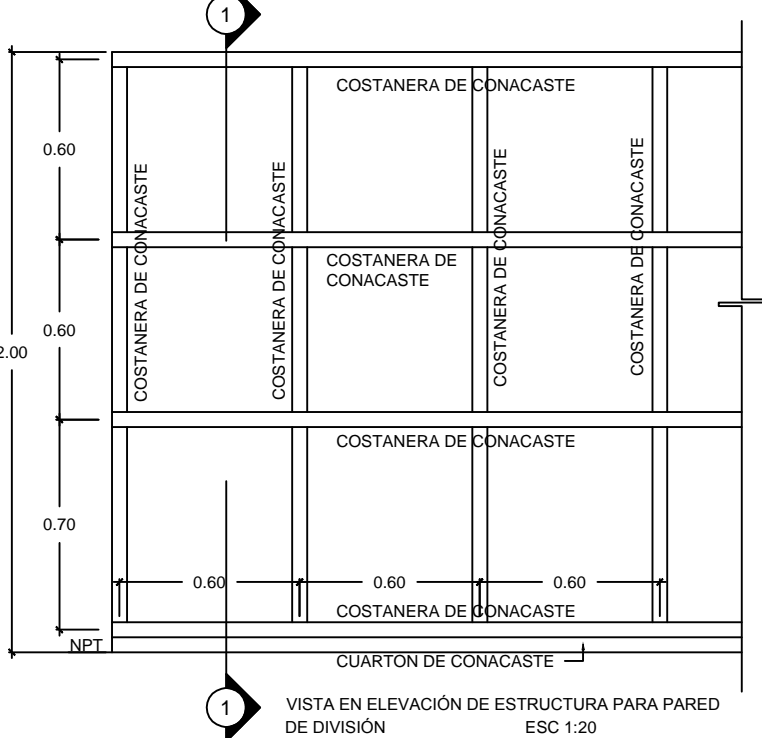 1
COSTANERA DE CONACASTE
0.60
COSTANERA DE CONACASTE
COSTANERA DE CONACASTE
COSTANERA DE CONACASTE
COSTANERA DE CONACASTE
COSTANERA DE
CONACASTE
0.60
2.00
COSTANERA DE CONACASTE
0.70
0.60
0.60
0.60
COSTANERA DE CONACASTE
NPT
CUARTON DE CONACASTE
1
VISTA EN ELEVACIÓN DE ESTRUCTURA PARA PARED
DE DIVISIÓN ESC 1:20